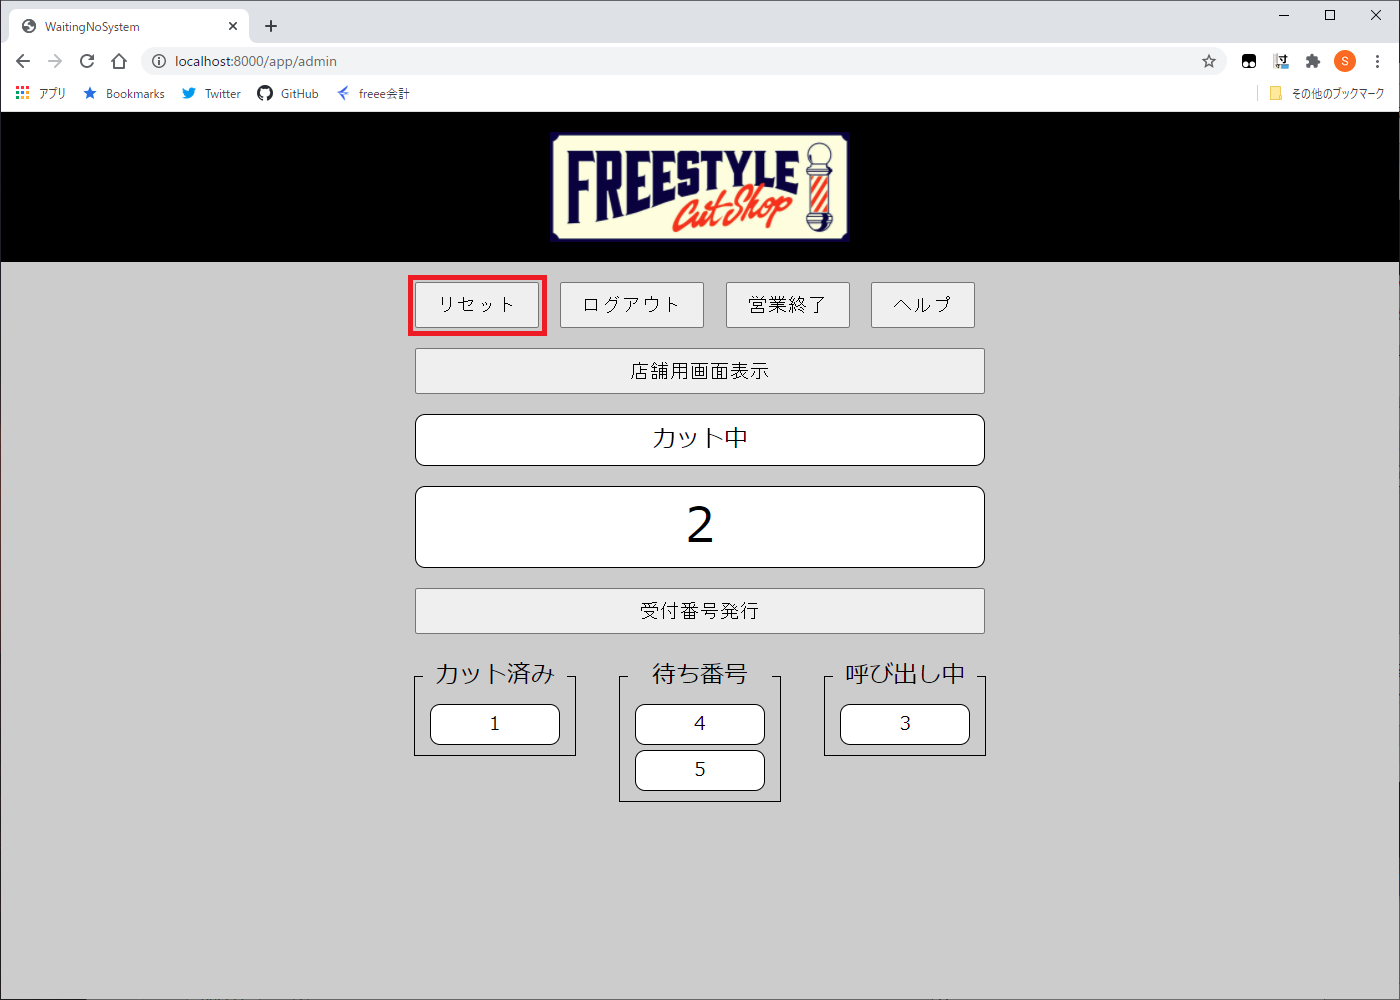 WaitingNoSystem
localhost:8000/app/admin
S
アプリ Bookmarks Twitter GitHub freee会計 その他のブックマーク
FREESTYLE
Cut Shop
リセット ログアウト 営業終了 ヘルプ
店舗用画面表示
カット中
2
受付番号発行
カット済み 待ち番号 呼び出し中
1 4 3
5